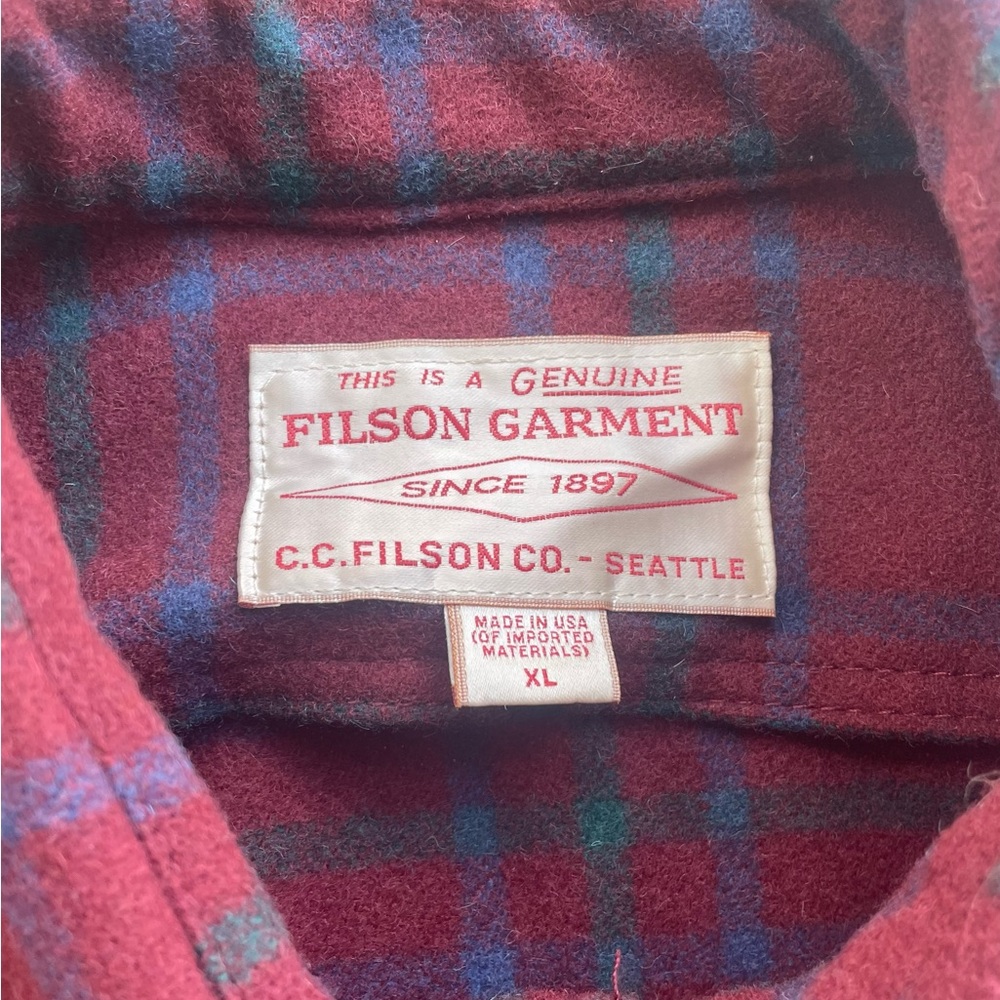 THIS IS A GENUINE
FILSON GARMENT
SINCE 1897
C.C.FILSON CO. - SEATTLE
MADE IN USA
(OF IMPORTED
MATERIALS)
XL